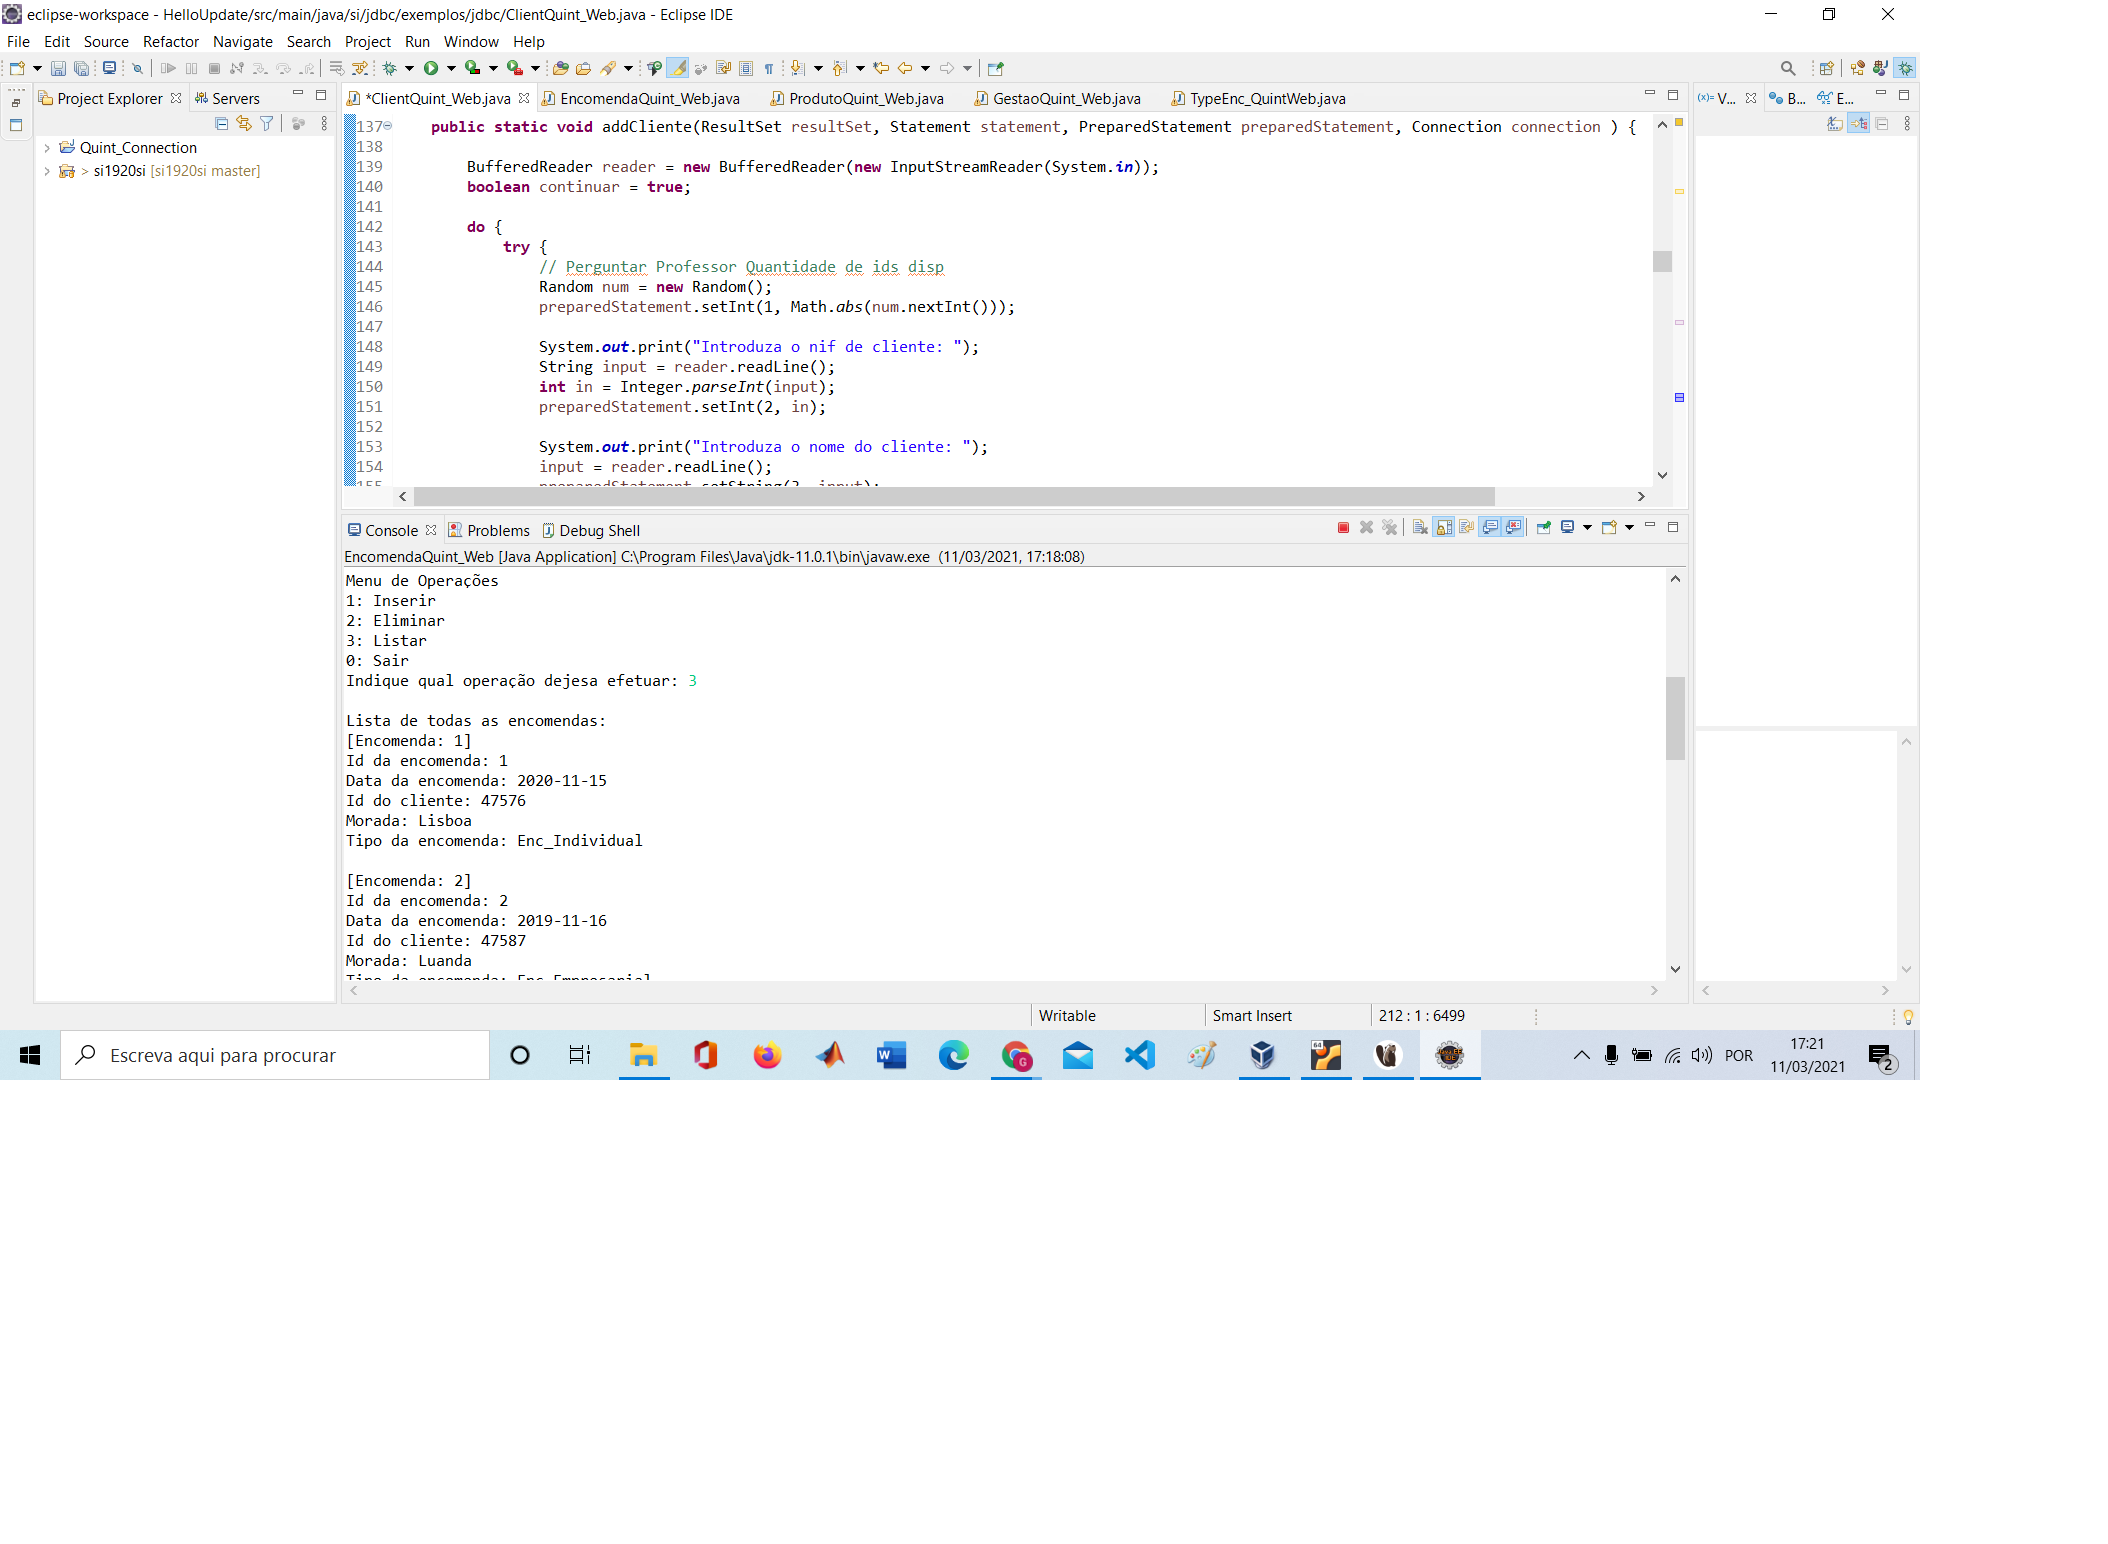 eclipse-workspace - HelloUpdate/src/main/java/si/jdbc/exemplos/jdbc/ClientQuint_Web.java - Eclipse IDE
File Edit Source Refactor Navigate Search Project Run Window Help
Project Explorer Servers
*ClientQuint_Web.java EncomendaQuint_Web.java ProdutoQuint_Web.java GestaoQuint_Web.java TypeEnc_QuintWeb.java
(x)= V... B... E...
Quint_Connection
> si1920si [si1920si master]
137 public static void addCliente(ResultSet resultSet, Statement statement, PreparedStatement preparedStatement, Connection connection ) {
138
139 BufferedReader reader = new BufferedReader(new InputStreamReader(System.in));
140 boolean continuar = true;
141
142 do {
143 try {
144 // Perguntar Professor Quantidade de ids disp
145 Random num = new Random();
146 preparedStatement.setInt(1, Math.abs(num.nextInt()));
147
148 System.out.print("Introduza o nif de cliente: ");
149 String input = reader.readLine();
150 int in = Integer.parseInt(input);
151 preparedStatement.setInt(2, in);
152
153 System.out.print("Introduza o nome do cliente: ");
154 input = reader.readLine();
155 preparedStatement.setString(3, input);
Console Problems Debug Shell
EncomendaQuint_Web [Java Application] C:\Program Files\Java\jdk-11.0.1\bin\javaw.exe (11/03/2021, 17:18:08)
Menu de Operações
1: Inserir
2: Eliminar
3: Listar
0: Sair
Indique qual operação dejesa efetuar: 3
Lista de todas as encomendas:
[Encomenda: 1]
Id da encomenda: 1
Data da encomenda: 2020-11-15
Id do cliente: 47576
Morada: Lisboa
Tipo da encomenda: Enc_Individual
[Encomenda: 2]
Id da encomenda: 2
Data da encomenda: 2019-11-16
Id do cliente: 47587
Morada: Luanda
Tipo da encomenda: Enc_Empresarial
Writable Smart Insert 212 : 1 : 6499
Escreva aqui para procurar
POR
17:21
11/03/2021
2